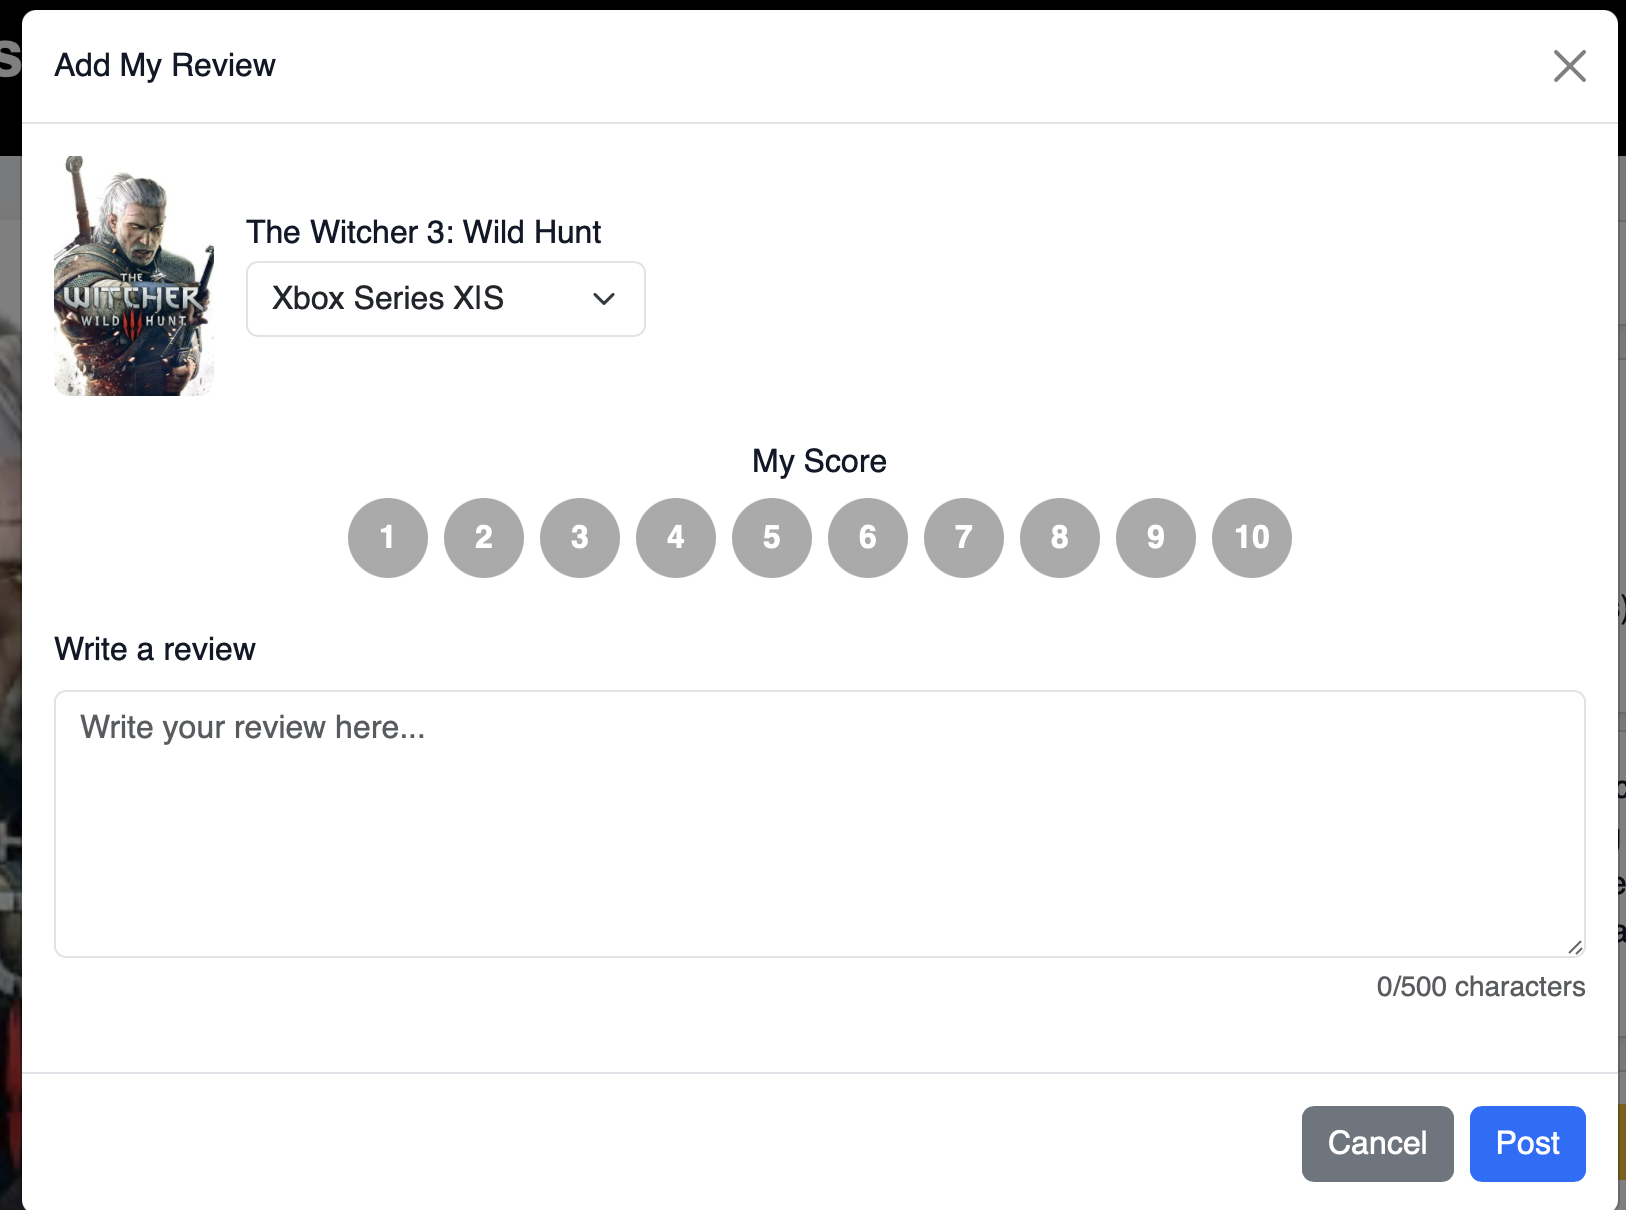 Add My Review
THE
WITCHER
WILD HUNT
The Witcher 3: Wild Hunt
Xbox Series X|S
My Score
1 2 3 4 5 6 7 8 9 10
Write a review
Write your review here...
0/500 characters
Cancel Post